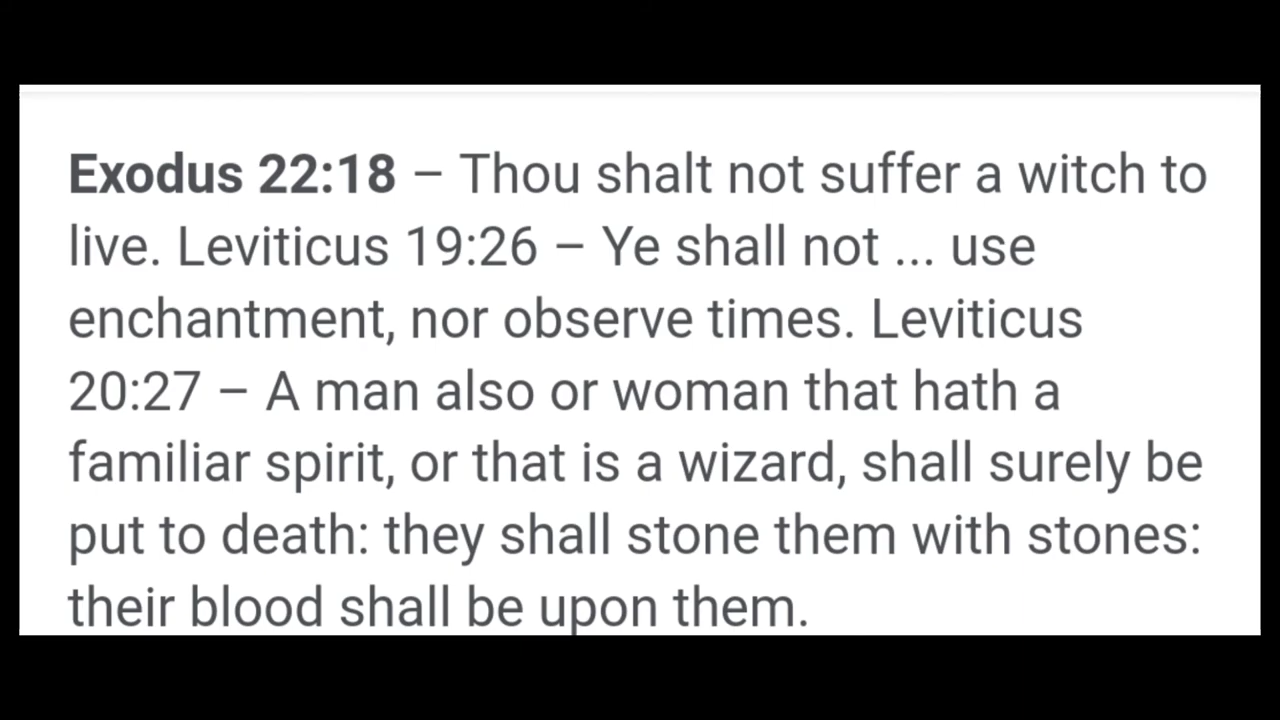 Exodus 22:18 – Thou shalt not suffer a witch to
live. Leviticus 19:26 – Ye shall not ... use
enchantment, nor observe times. Leviticus
20:27 – A man also or woman that hath a
familiar spirit, or that is a wizard, shall surely be
put to death: they shall stone them with stones:
their blood shall be upon them.